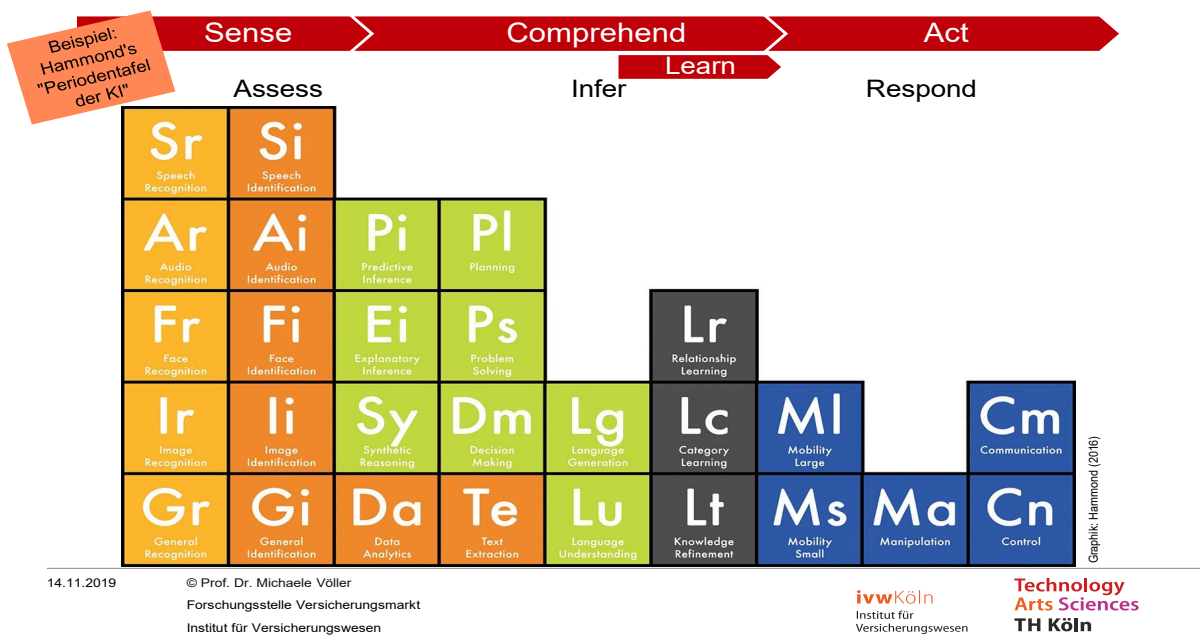 Sense
Comprehend
Act
Learn
Beispiel:
Hammond's
"Periodentafel
der KI"
Assess
Infer
Respond
Sr
Speech
Recognition
Si
Speech
Identification
Ar
Audio
Recognition
Ai
Audio
Identification
Pi
Predictive
Inference
Pl
Planning
Fr
Face
Recognition
Fi
Face
Identification
Ei
Explanatory
Inference
Ps
Problem
Solving
Lr
Relationship
Learning
Ir
Image
Recognition
Ii
Image
Identification
Sy
Synthetic
Reasoning
Dm
Decision
Making
Lg
Language
Generation
Lc
Category
Learning
Ml
Mobility
Large
Cm
Communication
Gr
General
Recognition
Gi
General
Identification
Da
Data
Analytics
Te
Text
Extraction
Lu
Language
Understanding
Lt
Knowledge
Refinement
Ms
Mobility
Small
Ma
Manipulation
Cn
Control
Graphik: Hammond (2016)
14.11.2019
© Prof. Dr. Michaele Völler
Forschungsstelle Versicherungsmarkt
Institut für Versicherungswesen
ivwKöln
Institut für
Versicherungswesen
Technology
Arts Sciences
TH Köln